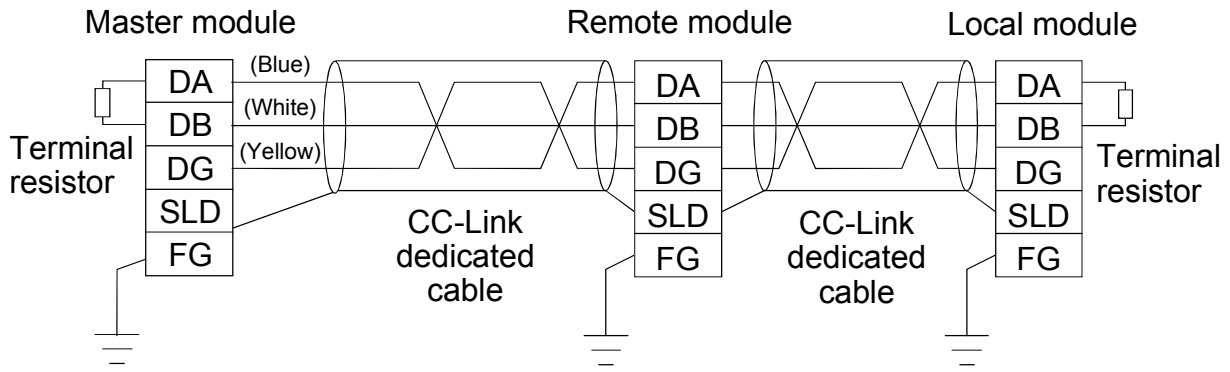 Master module
Remote module
Local module
DA
(Blue)
DB
(White)
DG
(Yellow)
SLD
FG
Terminal
resistor
CC-Link
dedicated
cable
DA
DB
DG
SLD
FG
CC-Link
dedicated
cable
DA
DB
DG
SLD
FG
Terminal
resistor